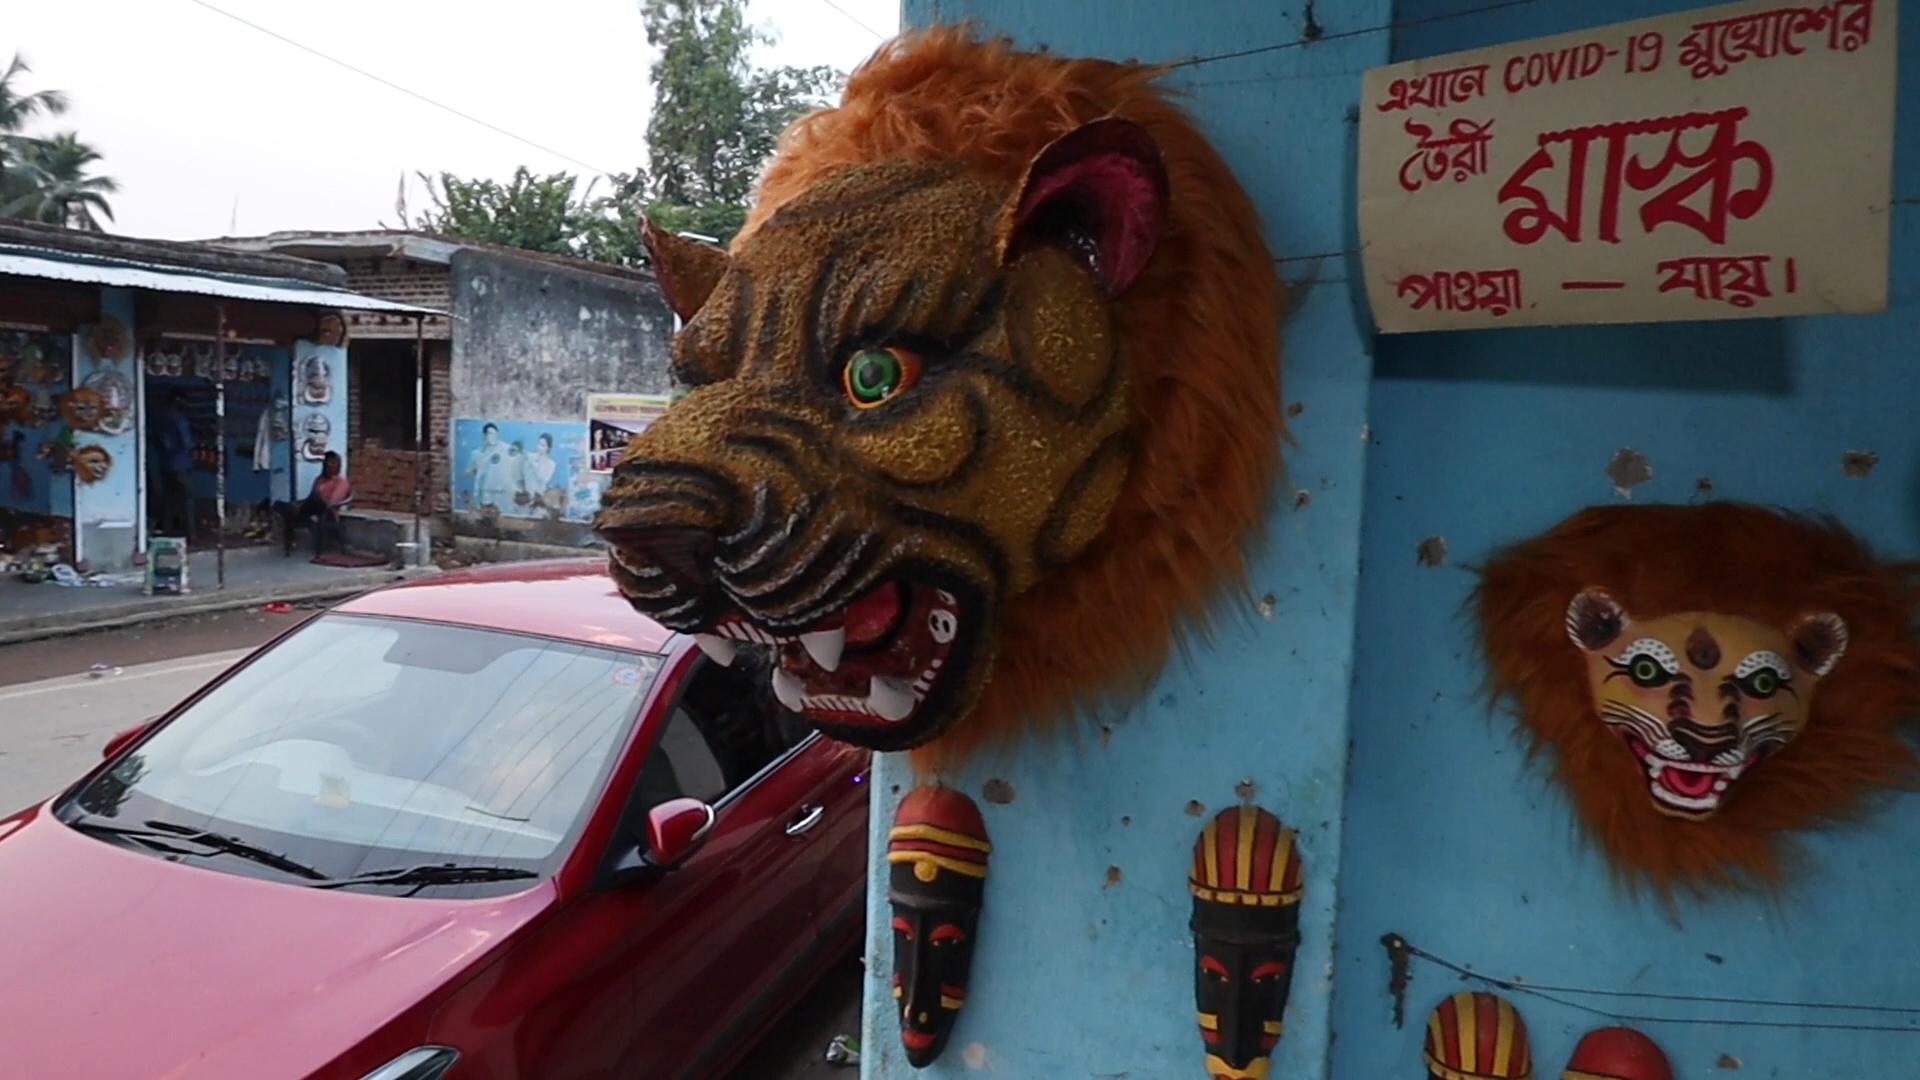 এখানে COVID-19 মুখোশের
তৈরী মাস্ক
পাওয়া — যায়।